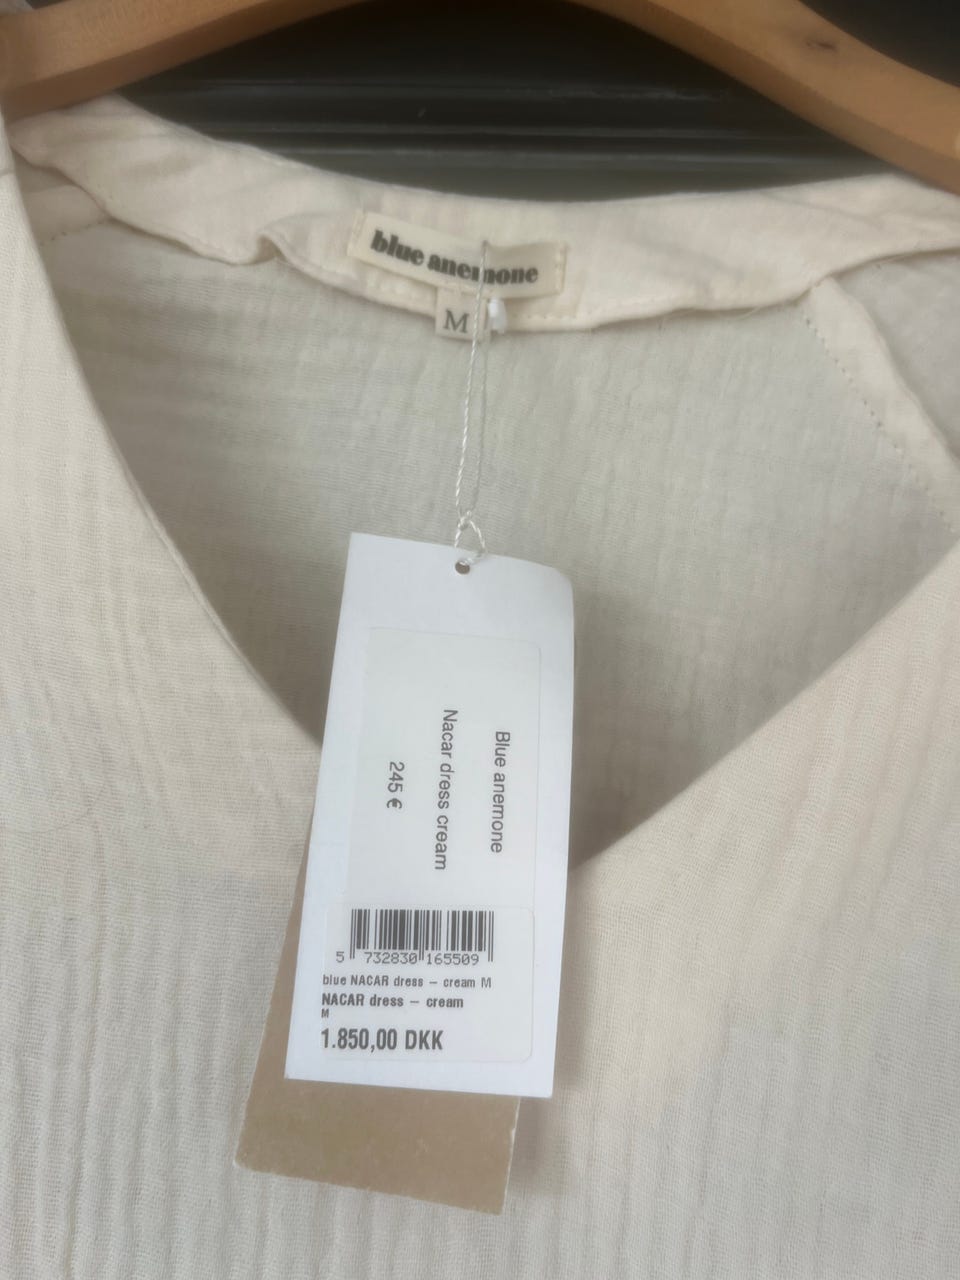 blue anemone
M
Blue anemone
Nacar dress cream
245 €
5 732830 165509
blue NACAR dress – cream M
NACAR dress – cream
M
1.850,00 DKK